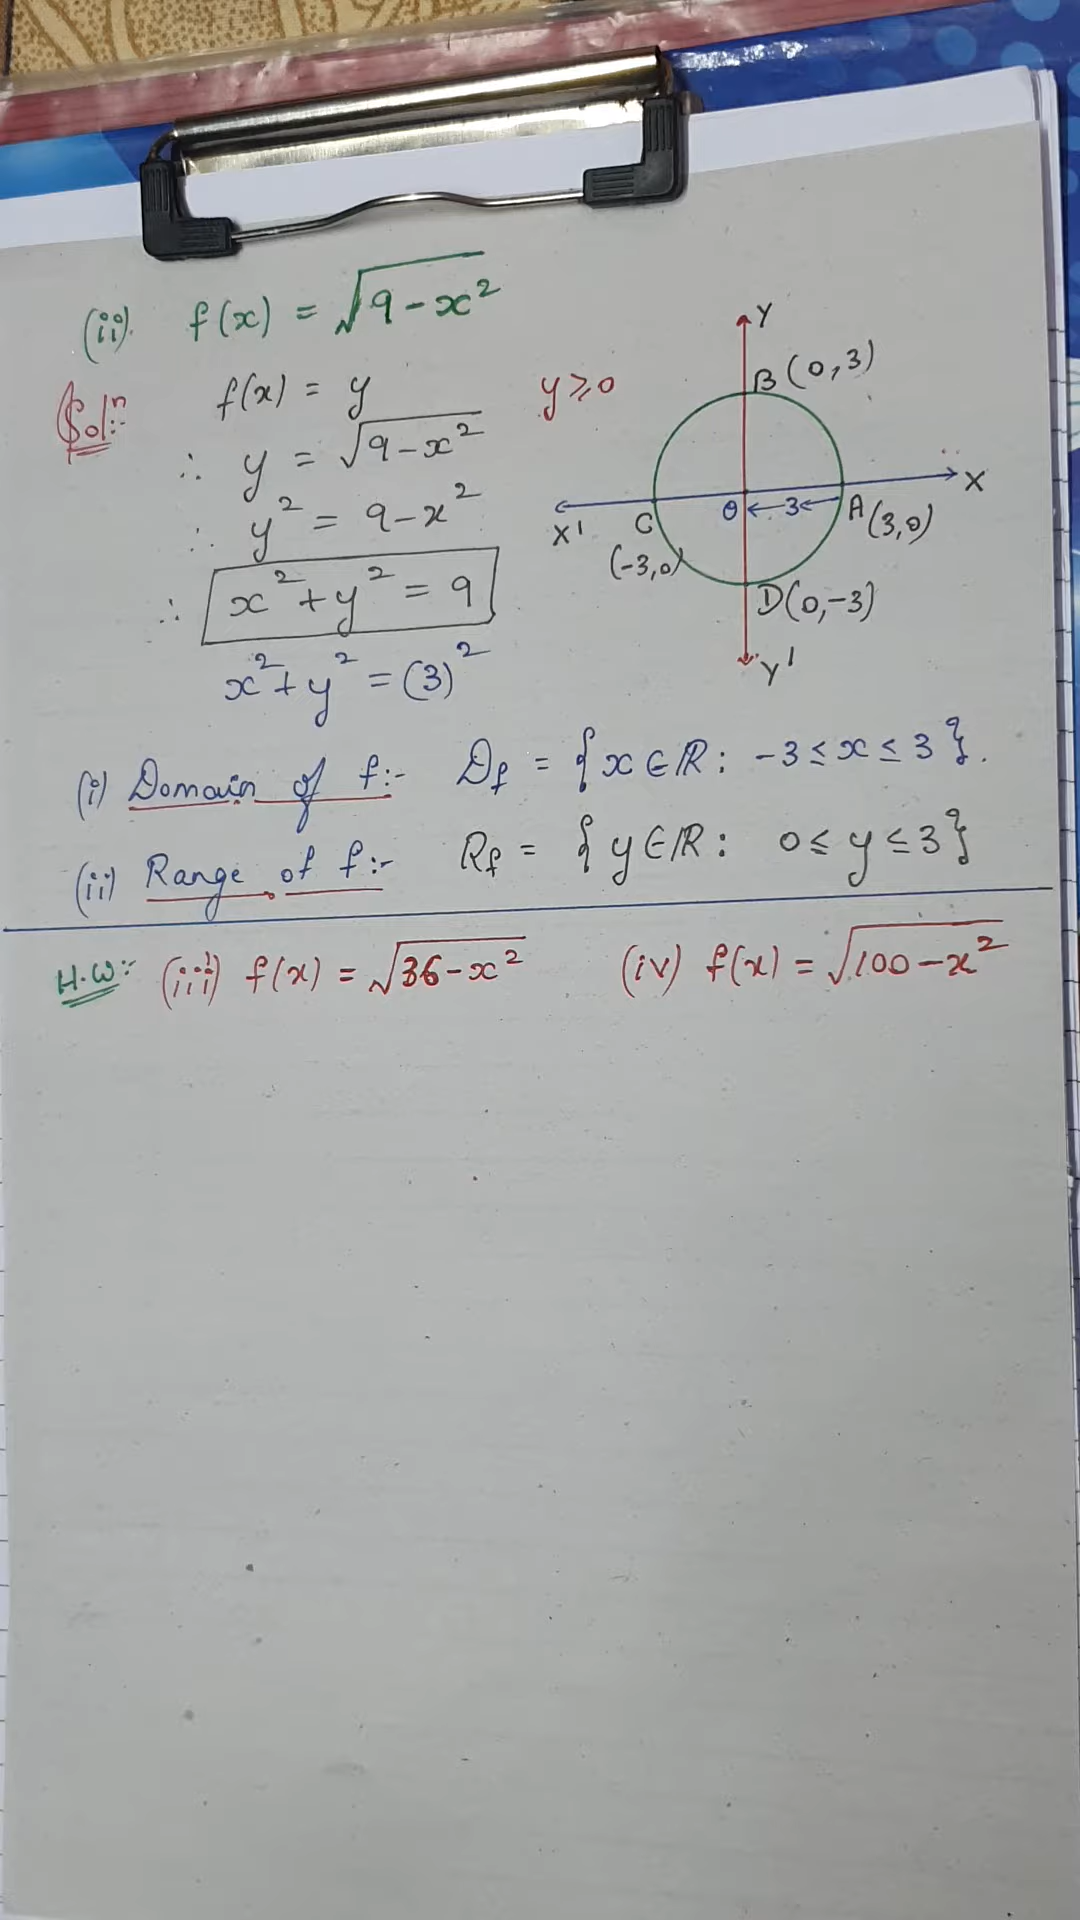 (ii). f(x) = √9-x²
Solⁿ:- f(x) = y y ⩾ 0
∴ y = √9-x²
∴ y² = 9-x²
∴ x²+y² = 9
x²+y² = (3)²
Y
B(0,3)
X' C O ←3← A(3,0) X
(-3,0)
D(0,-3)
Y'
(i) Domain of f:- Df = {x∈R : -3 ≤ x ≤ 3}.
(ii) Range of f:- Rf = {y∈R : 0 ≤ y ≤ 3}
H.W:- (iii) f(x) = √36-x² (iv) f(x) = √100-x²